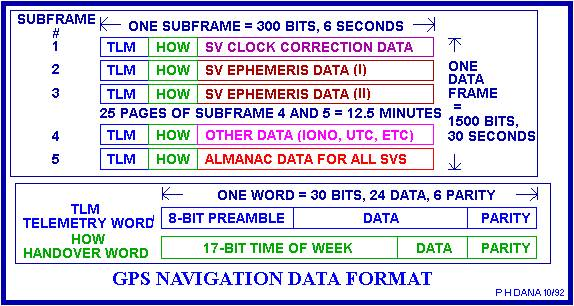 SUBFRAME
#
ONE SUBFRAME = 300 BITS, 6 SECONDS
1 TLM HOW SV CLOCK CORRECTION DATA
2 TLM HOW SV EPHEMERIS DATA (I)
3 TLM HOW SV EPHEMERIS DATA (II)
25 PAGES OF SUBFRAME 4 AND 5 = 12.5 MINUTES
4 TLM HOW OTHER DATA (IONO, UTC, ETC)
5 TLM HOW ALMANAC DATA FOR ALL SVS
ONE
DATA
FRAME
=
1500 BITS,
30 SECONDS
ONE WORD = 30 BITS, 24 DATA, 6 PARITY
TLM
TELEMETRY WORD
8-BIT PREAMBLE DATA PARITY
HOW
HANDOVER WORD
17-BIT TIME OF WEEK DATA PARITY
GPS NAVIGATION DATA FORMAT
P H DANA 10/92